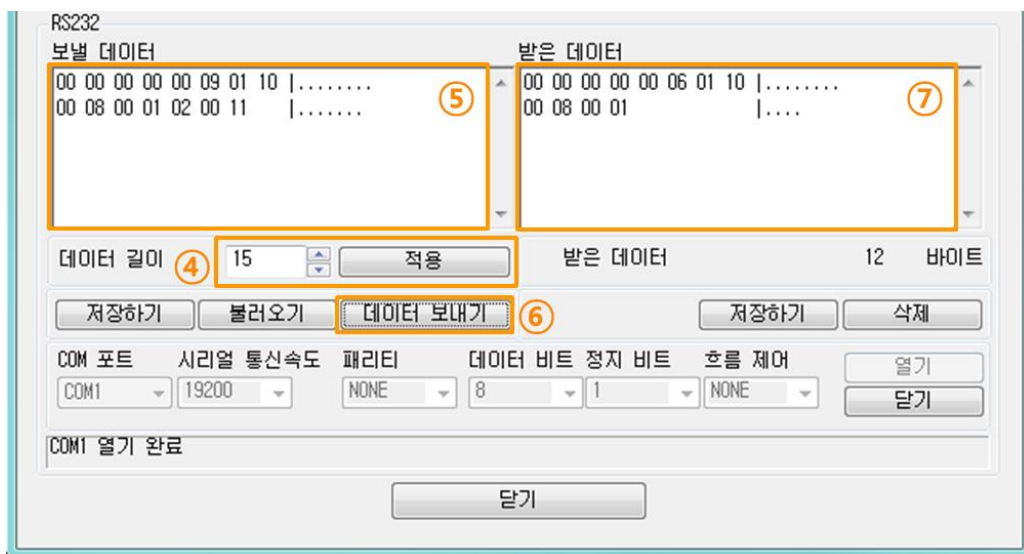 RS232
보낼 데이터
00 00 00 00 00 09 01 10 |........
00 08 00 01 02 00 11 |.......
⑤
받은 데이터
00 00 00 00 00 06 01 10 |........
00 08 00 01 |....
⑦
데이터 길이 ④ 15 적용
받은 데이터 12 바이트
저장하기 불러오기 데이터 보내기 ⑥ 저장하기 삭제
COM 포트 시리얼 통신속도 패리티 데이터 비트 정지 비트 흐름 제어 열기
COM1 19200 NONE 8 1 NONE 닫기
COM1 열기 완료
닫기